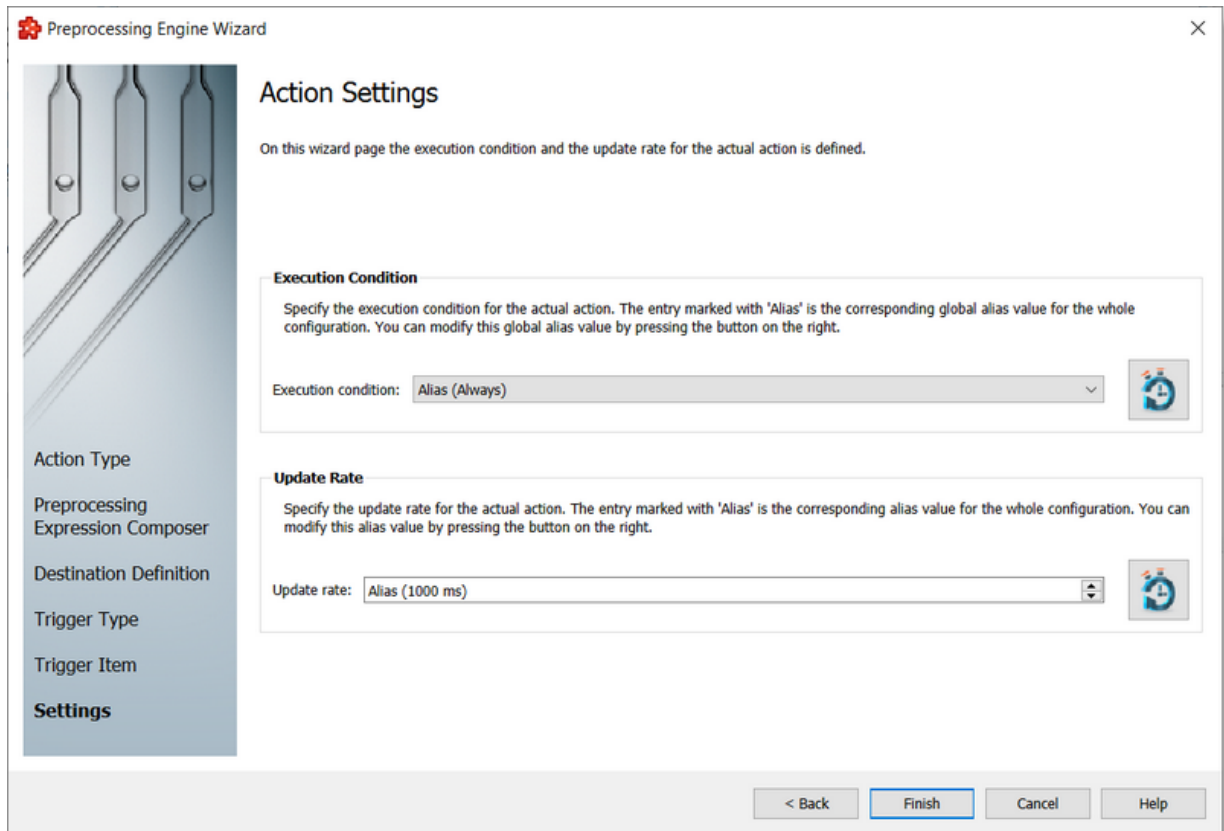 Preprocessing Engine Wizard
Action Settings
On this wizard page the execution condition and the update rate for the actual action is defined.
Execution Condition
Specify the execution condition for the actual action. The entry marked with 'Alias' is the corresponding global alias value for the whole
configuration. You can modify this global alias value by pressing the button on the right.
Execution condition: Alias (Always)
Update Rate
Specify the update rate for the actual action. The entry marked with 'Alias' is the corresponding alias value for the whole configuration. You can
modify this alias value by pressing the button on the right.
Update rate: Alias (1000 ms)
Action Type
Preprocessing
Expression Composer
Destination Definition
Trigger Type
Trigger Item
Settings
< Back Finish Cancel Help